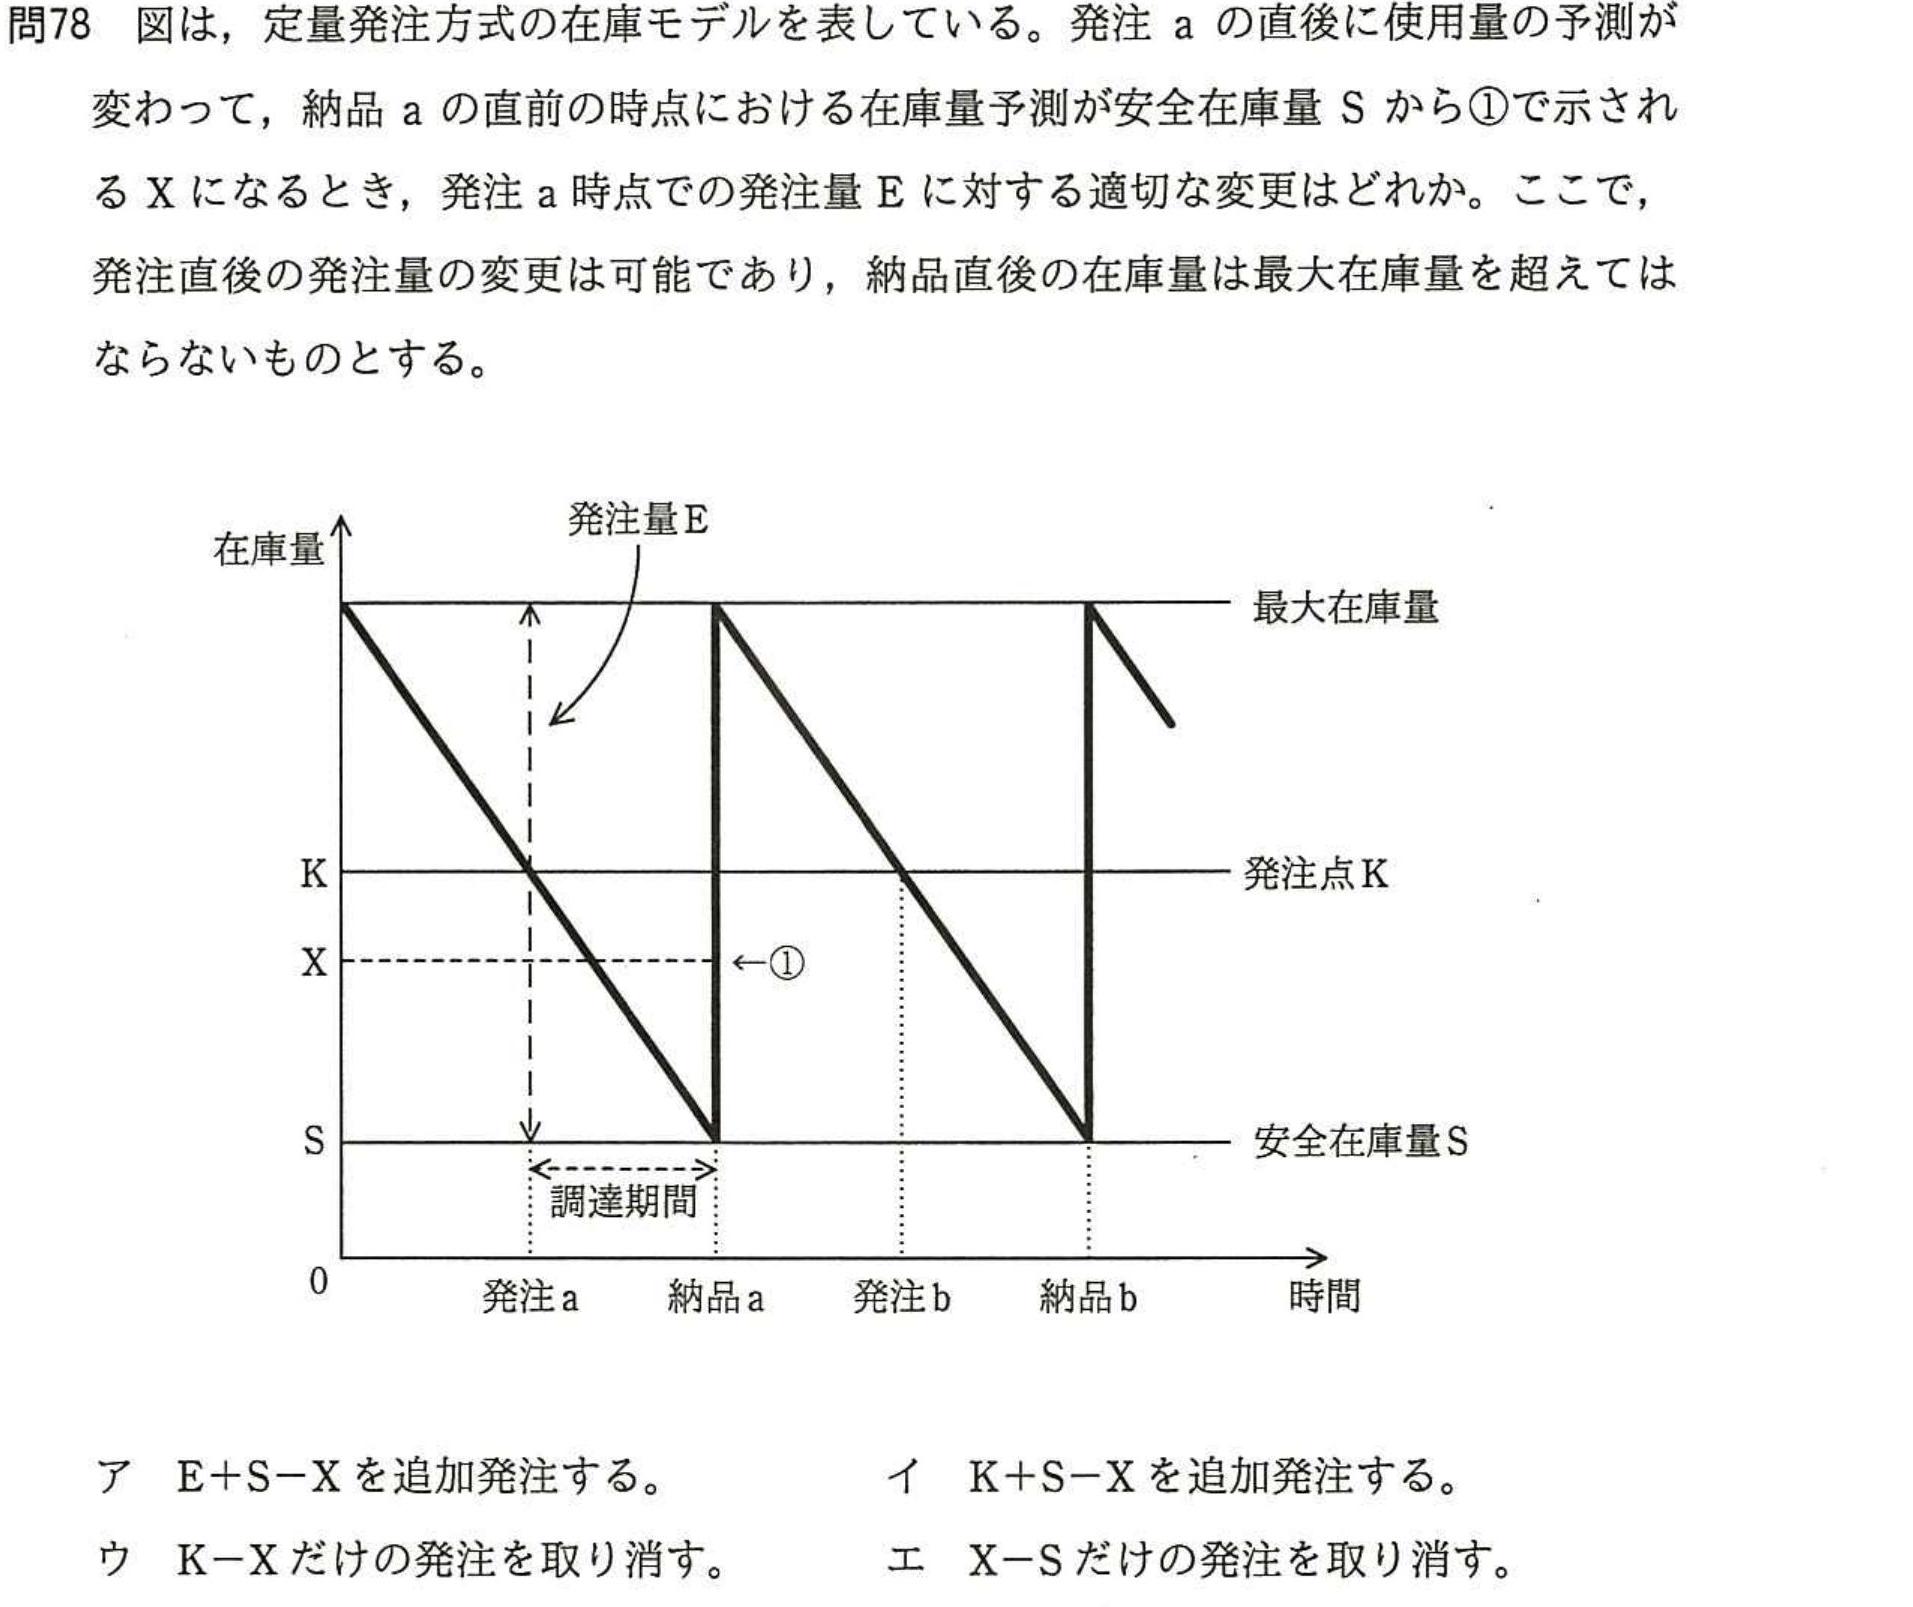 問78 図は，定量発注方式の在庫モデルを表している。発注 a の直後に使用量の予測が
変わって，納品 a の直前の時点における在庫量予測が安全在庫量 S から①で示され
る X になるとき，発注 a 時点での発注量 E に対する適切な変更はどれか。ここで，
発注直後の発注量の変更は可能であり，納品直後の在庫量は最大在庫量を超えては
ならないものとする。
発注量E
在庫量
最大在庫量
K
発注点K
X
←①
S
安全在庫量S
調達期間
0
発注a 納品a 発注b 納品b 時間
ア E＋S－X を追加発注する。 イ K＋S－X を追加発注する。
ウ K－X だけの発注を取り消す。 エ X－S だけの発注を取り消す。